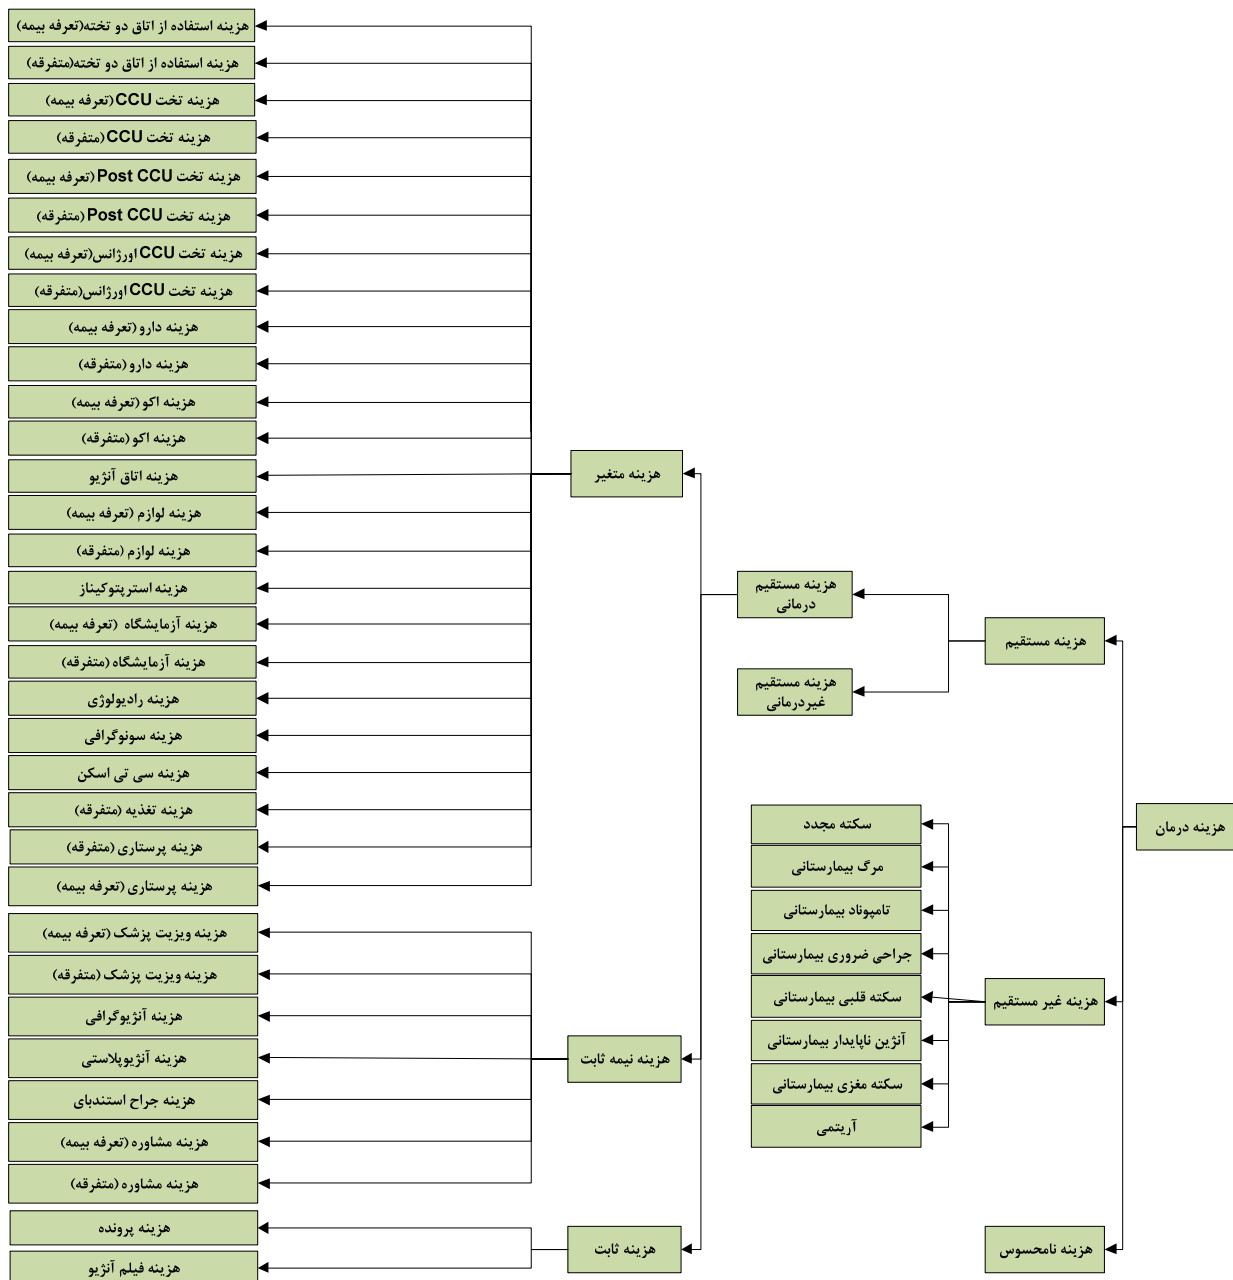 هزینه درمان
هزینه مستقیم
هزینه غیر مستقیم
هزینه نامحسوس
هزینه مستقیم
درمانی
هزینه مستقیم
غیردرمانی
سکته مجدد
مرگ بیمارستانی
تامپوناد بیمارستانی
جراحی ضروری بیمارستانی
سکته قلبی بیمارستانی
آنژین ناپایدار بیمارستانی
سکته مغزی بیمارستانی
آریتمی
هزینه متغیر
هزینه نیمه ثابت
هزینه ثابت
هزینه استفاده از اتاق دو تخته(تعرفه بیمه)
هزینه استفاده از اتاق دو تخته(متفرقه)
هزینه تخت CCU (تعرفه بیمه)
هزینه تخت CCU (متفرقه)
هزینه تخت Post CCU (تعرفه بیمه)
هزینه تخت Post CCU (متفرقه)
هزینه تخت CCU اورژانس(تعرفه بیمه)
هزینه تخت CCU اورژانس(متفرقه)
هزینه دارو (تعرفه بیمه)
هزینه دارو (متفرقه)
هزینه اکو (تعرفه بیمه)
هزینه اکو (متفرقه)
هزینه اتاق آنژیو
هزینه لوازم (تعرفه بیمه)
هزینه لوازم (متفرقه)
هزینه استرپتوکیناز
هزینه آزمایشگاه (تعرفه بیمه)
هزینه آزمایشگاه (متفرقه)
هزینه رادیولوژی
هزینه سونوگرافی
هزینه سی تی اسکن
هزینه تغذیه (متفرقه)
هزینه پرستاری (متفرقه)
هزینه پرستاری (تعرفه بیمه)
هزینه ویزیت پزشک (تعرفه بیمه)
هزینه ویزیت پزشک (متفرقه)
هزینه آنژیوگرافی
هزینه آنژیوپلاستی
هزینه جراح استندبای
هزینه مشاوره (تعرفه بیمه)
هزینه مشاوره (متفرقه)
هزینه پرونده
هزینه فیلم آنژیو